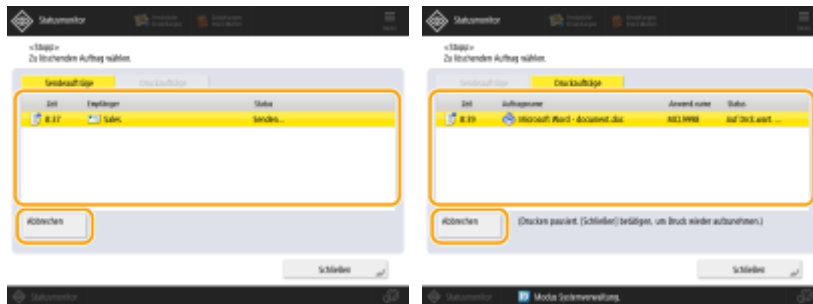 Statusmonitor
<Stopp>
Zu löschenden Auftrag wählen.
Sendeaufträge Druckaufträge
Zeit Empfänger Status
8:37 Sales Senden...
Abbrechen
Schließen
Statusmonitor
Statusmonitor
<Stopp>
Zu löschenden Auftrag wählen.
Sendeaufträge Druckaufträge
Zeit Auftragsname Anwend.name Status
8:39 Microsoft Word - document.doc Auf Druck wart. ...
Abbrechen (Drucken pausiert. [Schließen] betätigen, um Druck wieder aufzunehmen.)
Schließen
Statusmonitor Modus Systemverwaltung.